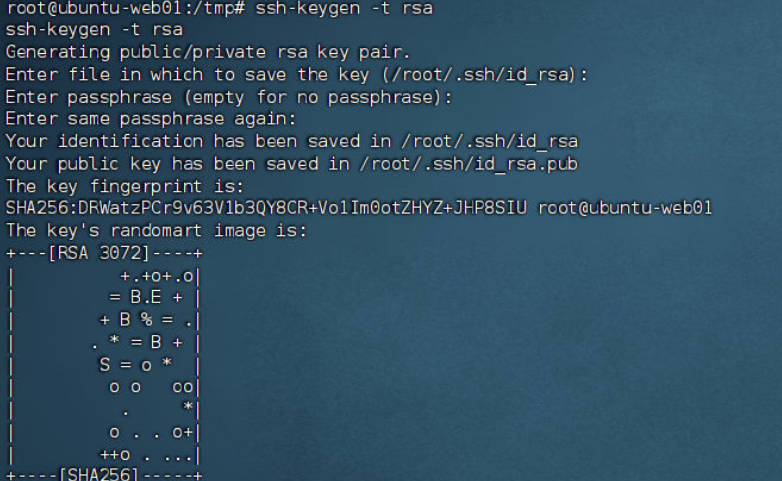 root@ubuntu-web01:/tmp# ssh-keygen -t rsa
ssh-keygen -t rsa
Generating public/private rsa key pair.
Enter file in which to save the key (/root/.ssh/id_rsa):
Enter passphrase (empty for no passphrase):
Enter same passphrase again:
Your identification has been saved in /root/.ssh/id_rsa
Your public key has been saved in /root/.ssh/id_rsa.pub
The key fingerprint is:
SHA256:DRWatzPCr9v63V1b3QY8CR+Vo1Im0otZHYZ+JHP8SIU root@ubuntu-web01
The key's randomart image is:
+---[RSA 3072]----+
|          +.+o+.o|
|         = B.E + |
|        + B % = .|
|       . * = B + |
|        S = o *  |
|         o o   oo|
|          .     *|
|         o . . o+|
|        ++o . ...|
+----[SHA256]-----+